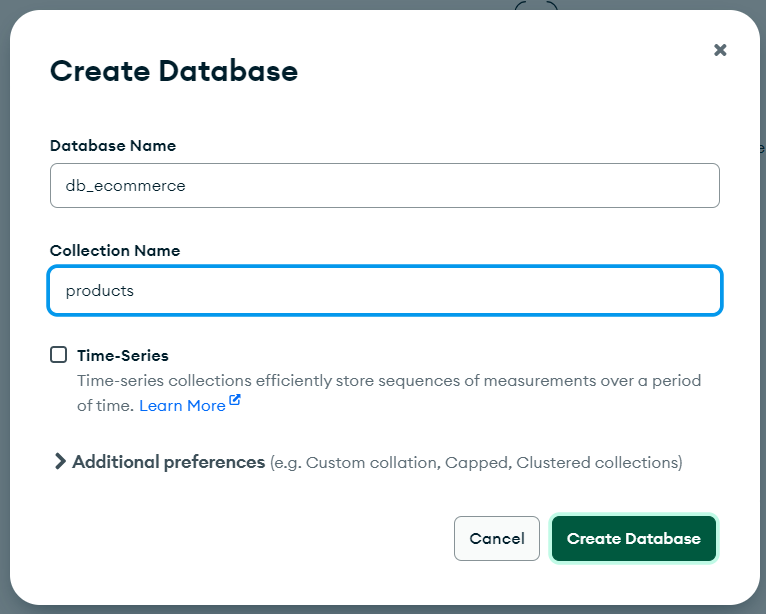 Create Database
Database Name
db_ecommerce
Collection Name
products
Time-Series
Time-series collections efficiently store sequences of measurements over a period
of time. Learn More
Additional preferences (e.g. Custom collation, Capped, Clustered collections)
Cancel
Create Database